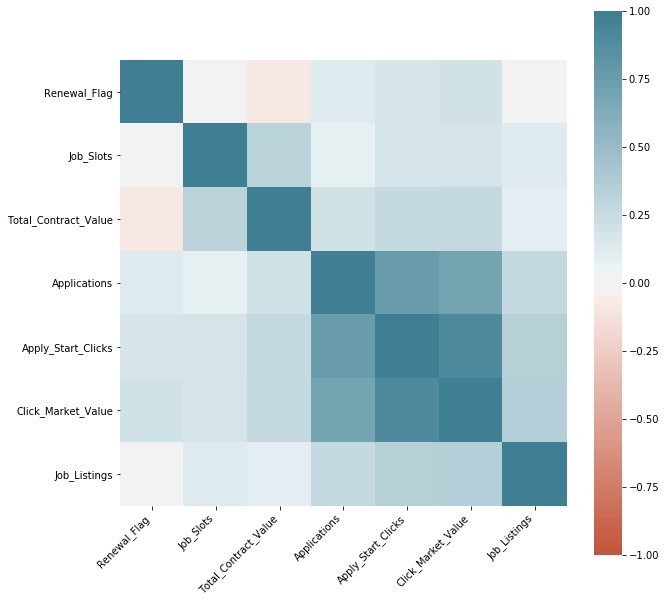 Renewal_Flag
Job_Slots
Total_Contract_Value
Applications
Apply_Start_Clicks
Click_Market_Value
Job_Listings
Renewal_Flag
Job_Slots
Total_Contract_Value
Applications
Apply_Start_Clicks
Click_Market_Value
Job_Listings
1.00
0.75
0.50
0.25
0.00
−0.25
−0.50
−0.75
−1.00